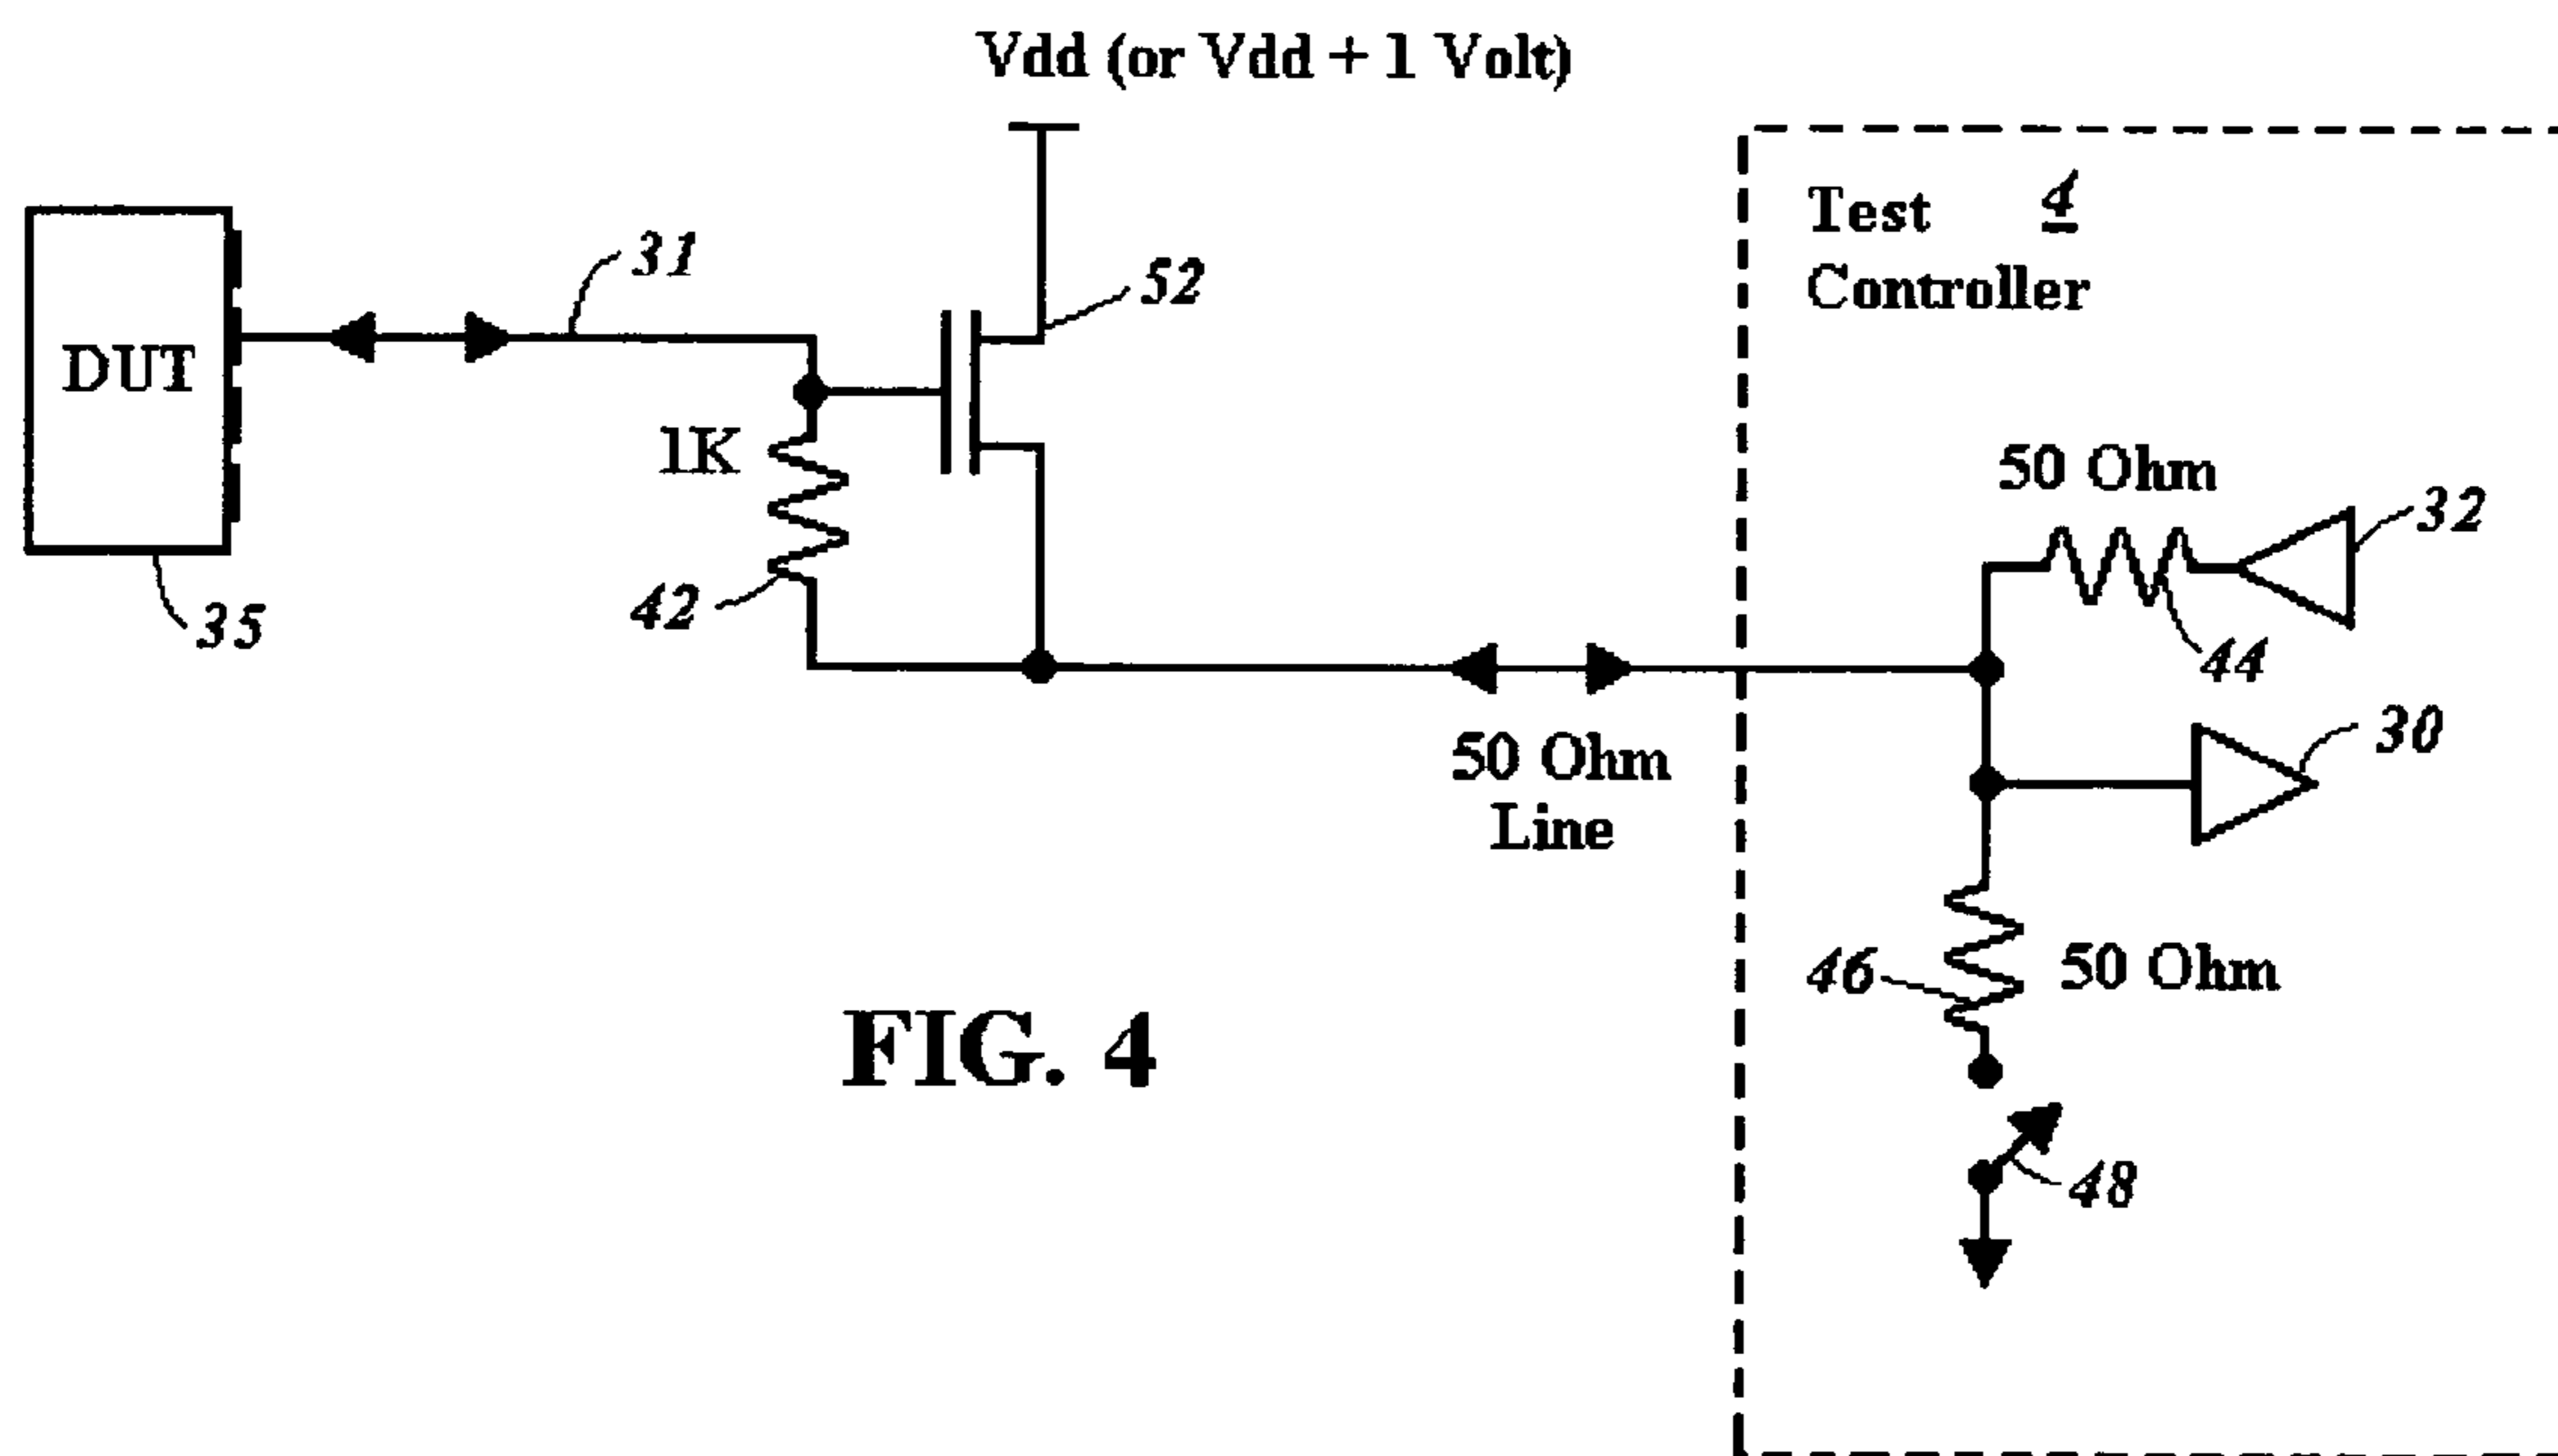 Vdd (or Vdd + 1 Volt)
Test 4
Controller
31
52
DUT
1K
50 Ohm
32
42
35
44
30
50 Ohm
Line
46
50 Ohm
FIG. 4
48